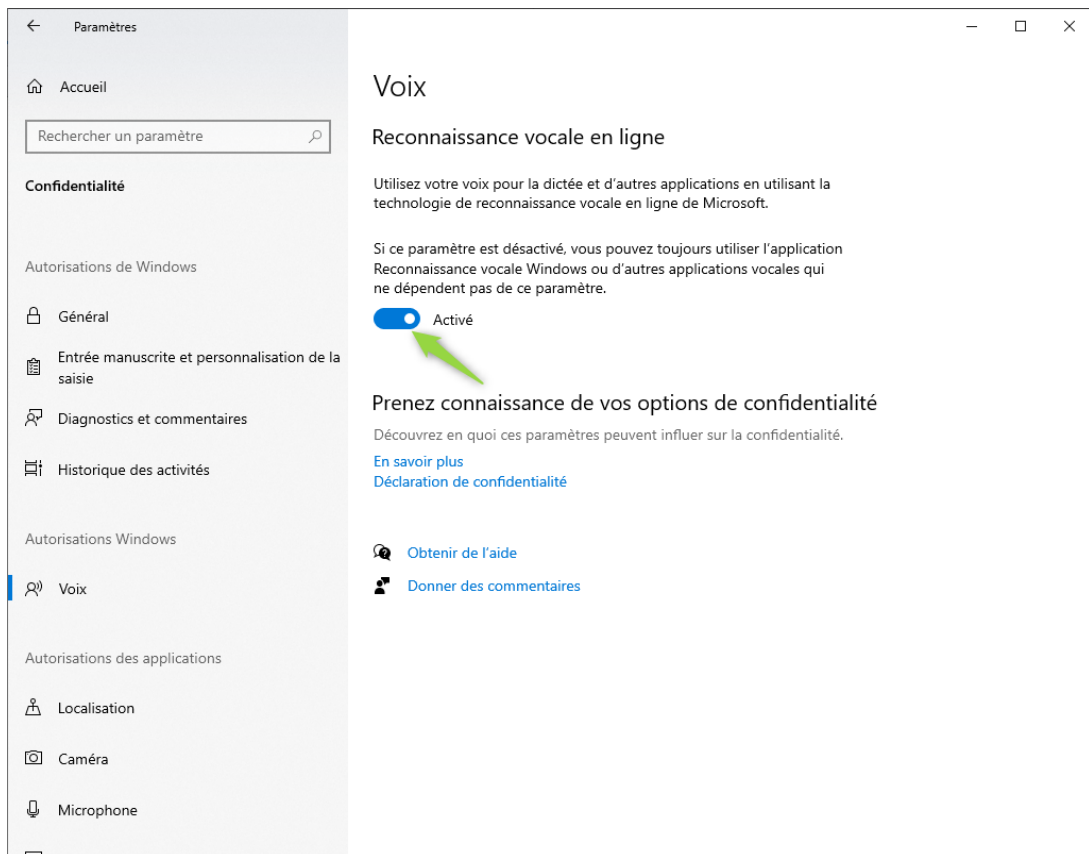 Paramètres
Accueil
Rechercher un paramètre
Confidentialité
Autorisations de Windows
Général
Entrée manuscrite et personnalisation de la
saisie
Diagnostics et commentaires
Historique des activités
Autorisations Windows
Voix
Autorisations des applications
Localisation
Caméra
Microphone
Voix
Reconnaissance vocale en ligne
Utilisez votre voix pour la dictée et d’autres applications en utilisant la
technologie de reconnaissance vocale en ligne de Microsoft.
Si ce paramètre est désactivé, vous pouvez toujours utiliser l’application
Reconnaissance vocale Windows ou d’autres applications vocales qui
ne dépendent pas de ce paramètre.
Activé
Prenez connaissance de vos options de confidentialité
Découvrez en quoi ces paramètres peuvent influer sur la confidentialité.
En savoir plus
Déclaration de confidentialité
Obtenir de l’aide
Donner des commentaires